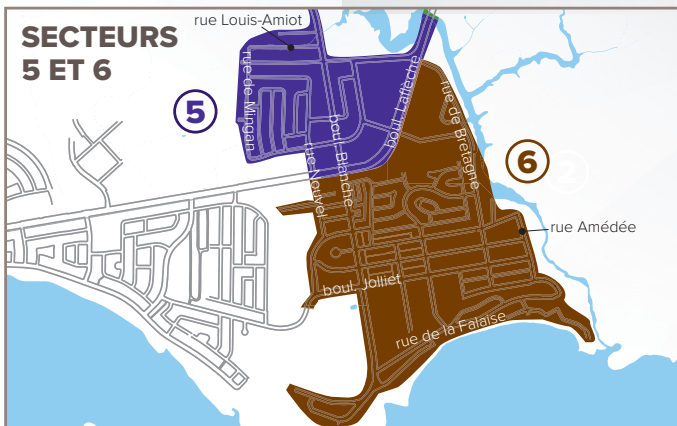 SECTEURS
5 ET 6
rue Louis-Amiot
rue de Mingan
5
boul. Laflèche
boul. Blanche
rue Nouvel
rue de Bretagne
6
2
rue Amédée
boul. Jolliet
rue de la Falaise